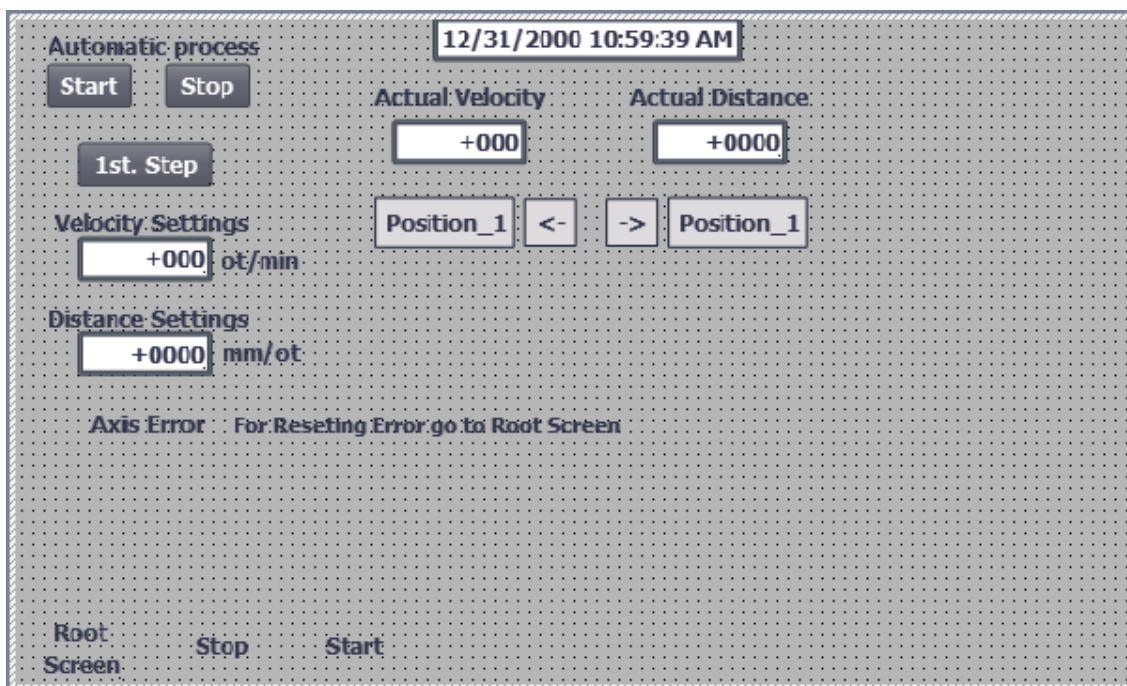 Automatic process
12/31/2000 10:59:39 AM
Start Stop
Actual Velocity Actual Distance
+000 +0000
1st. Step
Position_1 <- -> Position_1
Velocity Settings
+000 ot/min
Distance Settings
+0000 mm/ot
Axis Error For Reseting Error go to Root Screen
Root
Screen
Stop Start